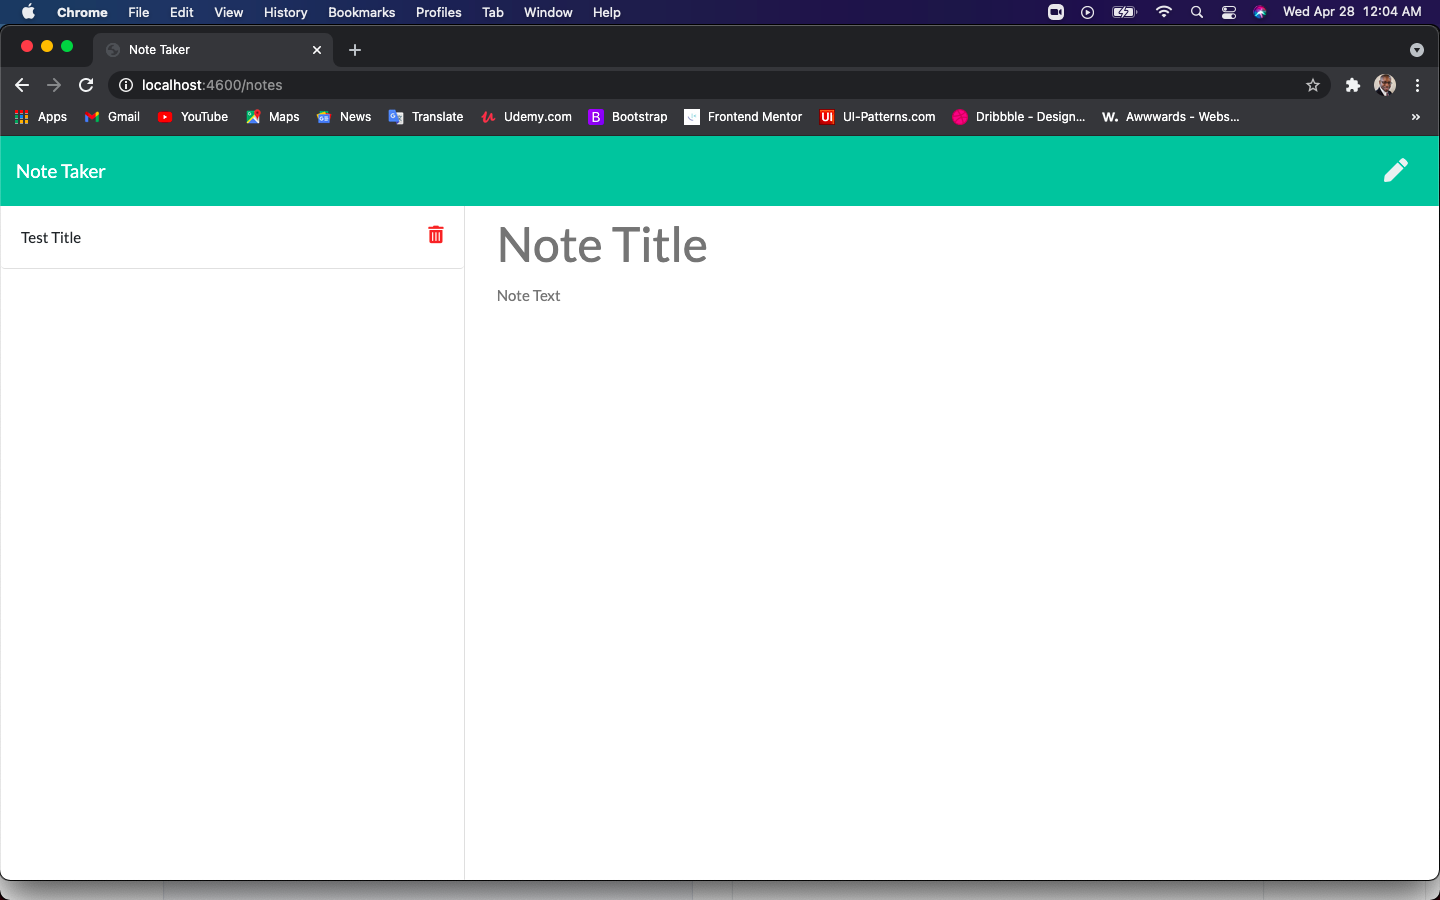 Chrome File Edit View History Bookmarks Profiles Tab Window Help Wed Apr 28 12:04 AM
Note Taker
localhost:4600/notes
Apps Gmail YouTube Maps News Translate Udemy.com B Bootstrap Frontend Mentor UI UI-Patterns.com Dribbble - Design... W. Awwwards - Webs... »
Note Taker
Test Title
Note Title
Note Text